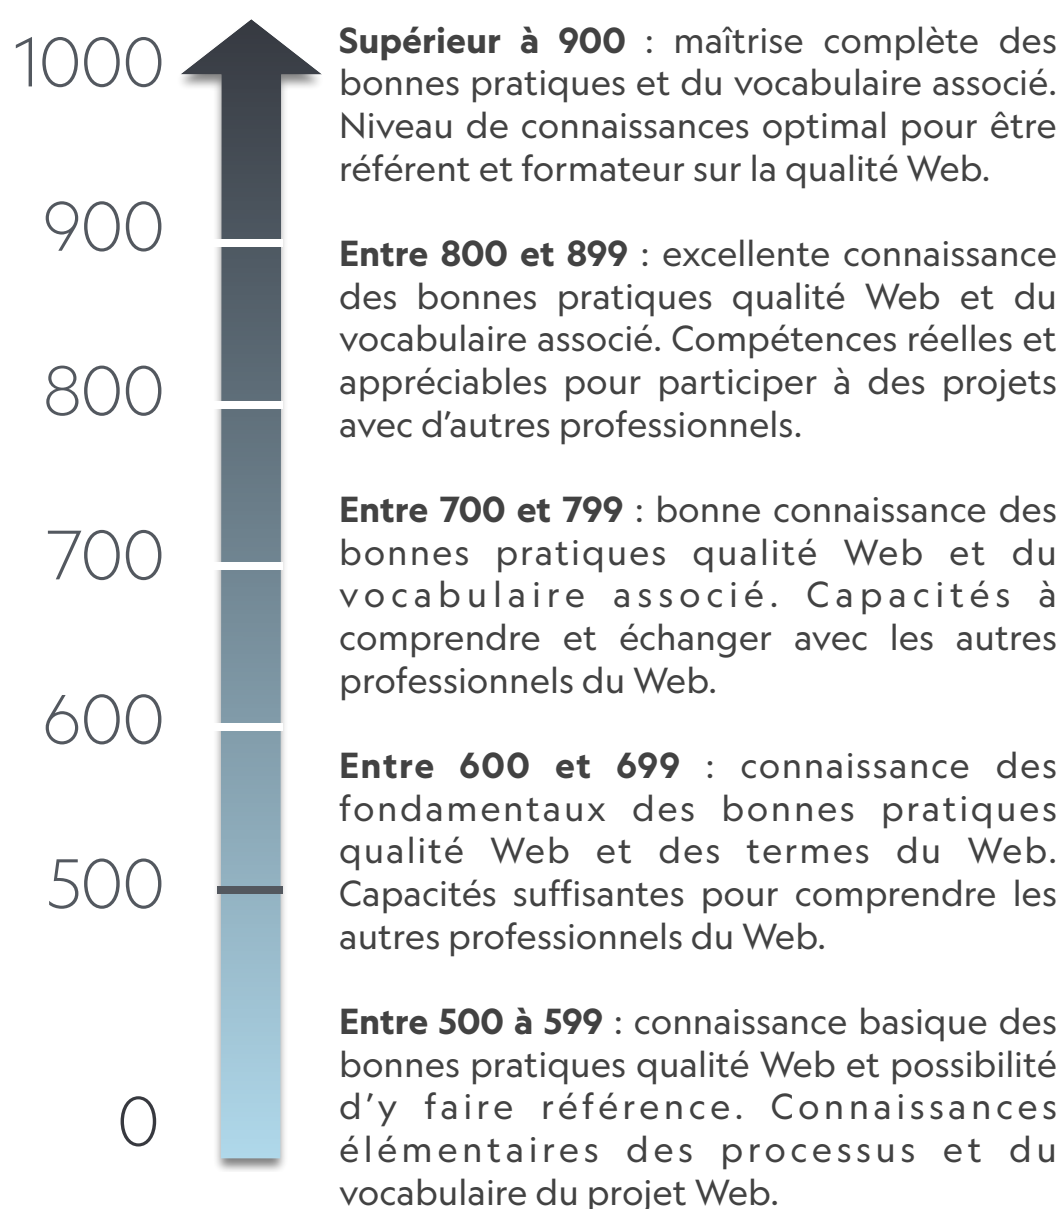 1000
900
800
700
600
500
0
Supérieur à 900 : maîtrise complète des
bonnes pratiques et du vocabulaire associé.
Niveau de connaissances optimal pour être
référent et formateur sur la qualité Web.
Entre 800 et 899 : excellente connaissance
des bonnes pratiques qualité Web et du
vocabulaire associé. Compétences réelles et
appréciables pour participer à des projets
avec d’autres professionnels.
Entre 700 et 799 : bonne connaissance des
bonnes pratiques qualité Web et du
vocabulaire associé. Capacités à
comprendre et échanger avec les autres
professionnels du Web.
Entre 600 et 699 : connaissance des
fondamentaux des bonnes pratiques
qualité Web et des termes du Web.
Capacités suffisantes pour comprendre les
autres professionnels du Web.
Entre 500 à 599 : connaissance basique des
bonnes pratiques qualité Web et possibilité
d’y faire référence. Connaissances
élémentaires des processus et du
vocabulaire du projet Web.